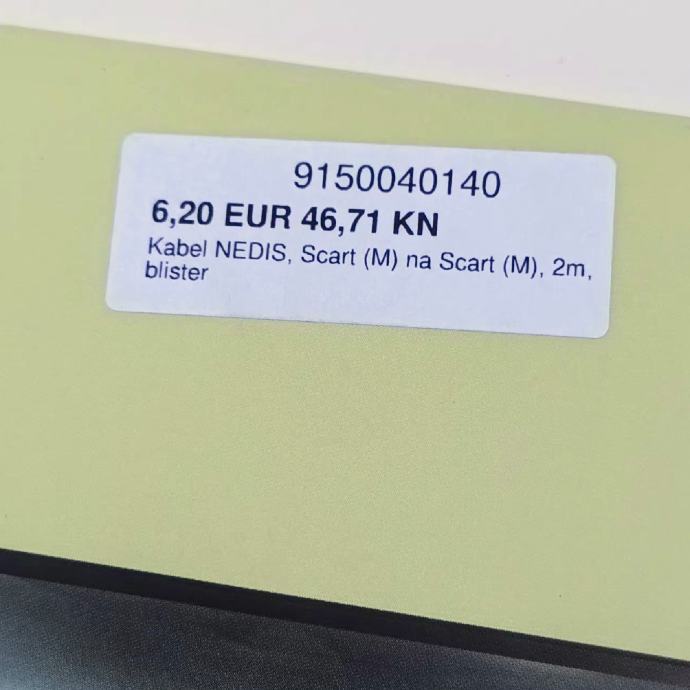 9150040140
6,20 EUR 46,71 KN
Kabel NEDIS, Scart (M) na Scart (M), 2m,
blister